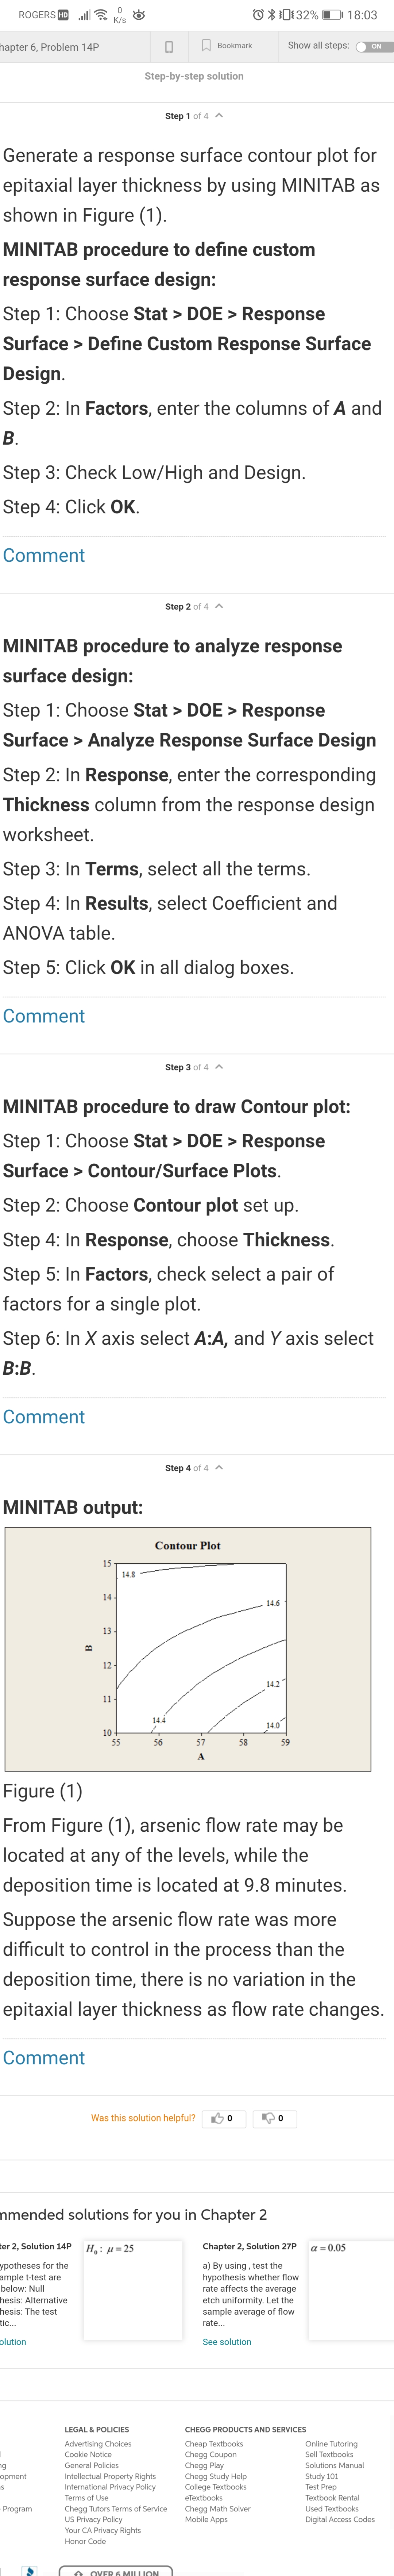 ROGERS HD 0 K/s 32% 18:03
hapter 6, Problem 14P Bookmark Show all steps: ON
Step-by-step solution
Step 1 of 4
Generate a response surface contour plot for
epitaxial layer thickness by using MINITAB as
shown in Figure (1).
MINITAB procedure to define custom
response surface design:
Step 1: Choose Stat > DOE > Response
Surface > Define Custom Response Surface
Design.
Step 2: In Factors, enter the columns of A and
B.
Step 3: Check Low/High and Design.
Step 4: Click OK.
Comment
Step 2 of 4
MINITAB procedure to analyze response
surface design:
Step 1: Choose Stat > DOE > Response
Surface > Analyze Response Surface Design
Step 2: In Response, enter the corresponding
Thickness column from the response design
worksheet.
Step 3: In Terms, select all the terms.
Step 4: In Results, select Coefficient and
ANOVA table.
Step 5: Click OK in all dialog boxes.
Comment
Step 3 of 4
MINITAB procedure to draw Contour plot:
Step 1: Choose Stat > DOE > Response
Surface > Contour/Surface Plots.
Step 2: Choose Contour plot set up.
Step 4: In Response, choose Thickness.
Step 5: In Factors, check select a pair of
factors for a single plot.
Step 6: In X axis select A:A, and Y axis select
B:B.
Comment
Step 4 of 4
MINITAB output:
Contour Plot
15
14.8
14
14.6
13
B
12
14.2
11
14.4
14.0
10
55 56 57 58 59
A
Figure (1)
From Figure (1), arsenic flow rate may be
located at any of the levels, while the
deposition time is located at 9.8 minutes.
Suppose the arsenic flow rate was more
difficult to control in the process than the
deposition time, there is no variation in the
epitaxial layer thickness as flow rate changes.
Comment
Was this solution helpful? 0 0
mmended solutions for you in Chapter 2
ter 2, Solution 14P
ypotheses for the
ample t-test are
below: Null
hesis: Alternative
hesis: The test
tic...
olution
H₀ : μ = 25
Chapter 2, Solution 27P
a) By using , test the
hypothesis whether flow
rate affects the average
etch uniformity. Let the
sample average of flow
rate...
See solution
α = 0.05
LEGAL & POLICIES
Advertising Choices
Cookie Notice
General Policies
Intellectual Property Rights
International Privacy Policy
Terms of Use
Chegg Tutors Terms of Service
US Privacy Policy
Your CA Privacy Rights
Honor Code
CHEGG PRODUCTS AND SERVICES
Cheap Textbooks
Chegg Coupon
Chegg Play
Chegg Study Help
College Textbooks
eTextbooks
Chegg Math Solver
Mobile Apps
Online Tutoring
Sell Textbooks
Solutions Manual
Study 101
Test Prep
Textbook Rental
Used Textbooks
Digital Access Codes
ng
opment
s
Program
OVER 6 MILLION